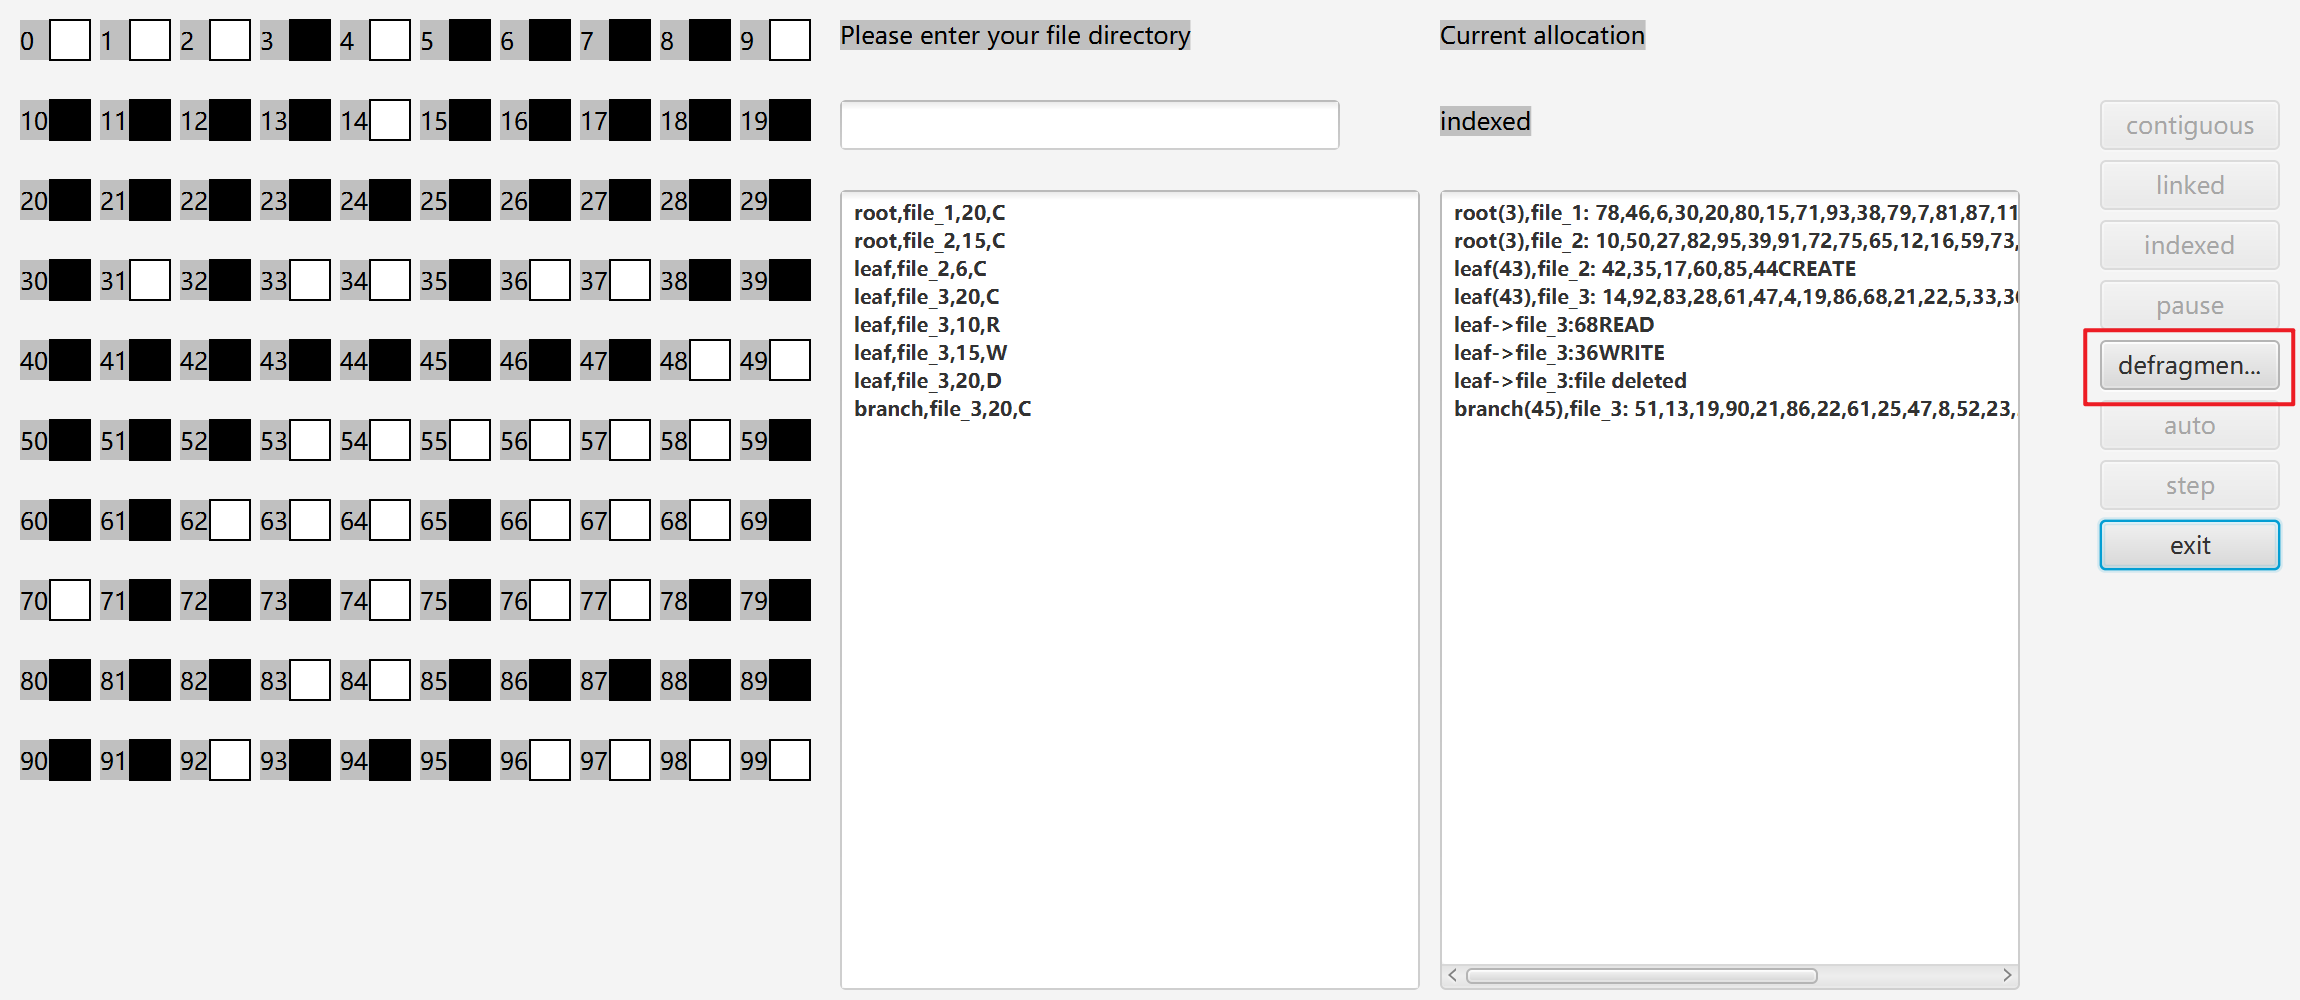 0 1 2 3 4 5 6 7 8 9
10 11 12 13 14 15 16 17 18 19
20 21 22 23 24 25 26 27 28 29
30 31 32 33 34 35 36 37 38 39
40 41 42 43 44 45 46 47 48 49
50 51 52 53 54 55 56 57 58 59
60 61 62 63 64 65 66 67 68 69
70 71 72 73 74 75 76 77 78 79
80 81 82 83 84 85 86 87 88 89
90 91 92 93 94 95 96 97 98 99
Please enter your file directory
root,file_1,20,C
root,file_2,15,C
leaf,file_2,6,C
leaf,file_3,20,C
leaf,file_3,10,R
leaf,file_3,15,W
leaf,file_3,20,D
branch,file_3,20,C
Current allocation
indexed
root(3),file_1: 78,46,6,30,20,80,15,71,93,38,79,7,81,87,11
root(3),file_2: 10,50,27,82,95,39,91,72,75,65,12,16,59,73,
leaf(43),file_2: 42,35,17,60,85,44CREATE
leaf(43),file_3: 14,92,83,28,61,47,4,19,86,68,21,22,5,33,36
leaf->file_3:68READ
leaf->file_3:36WRITE
leaf->file_3:file deleted
branch(45),file_3: 51,13,19,90,21,86,22,61,25,47,8,52,23,
contiguous
linked
indexed
pause
defragmen...
auto
step
exit